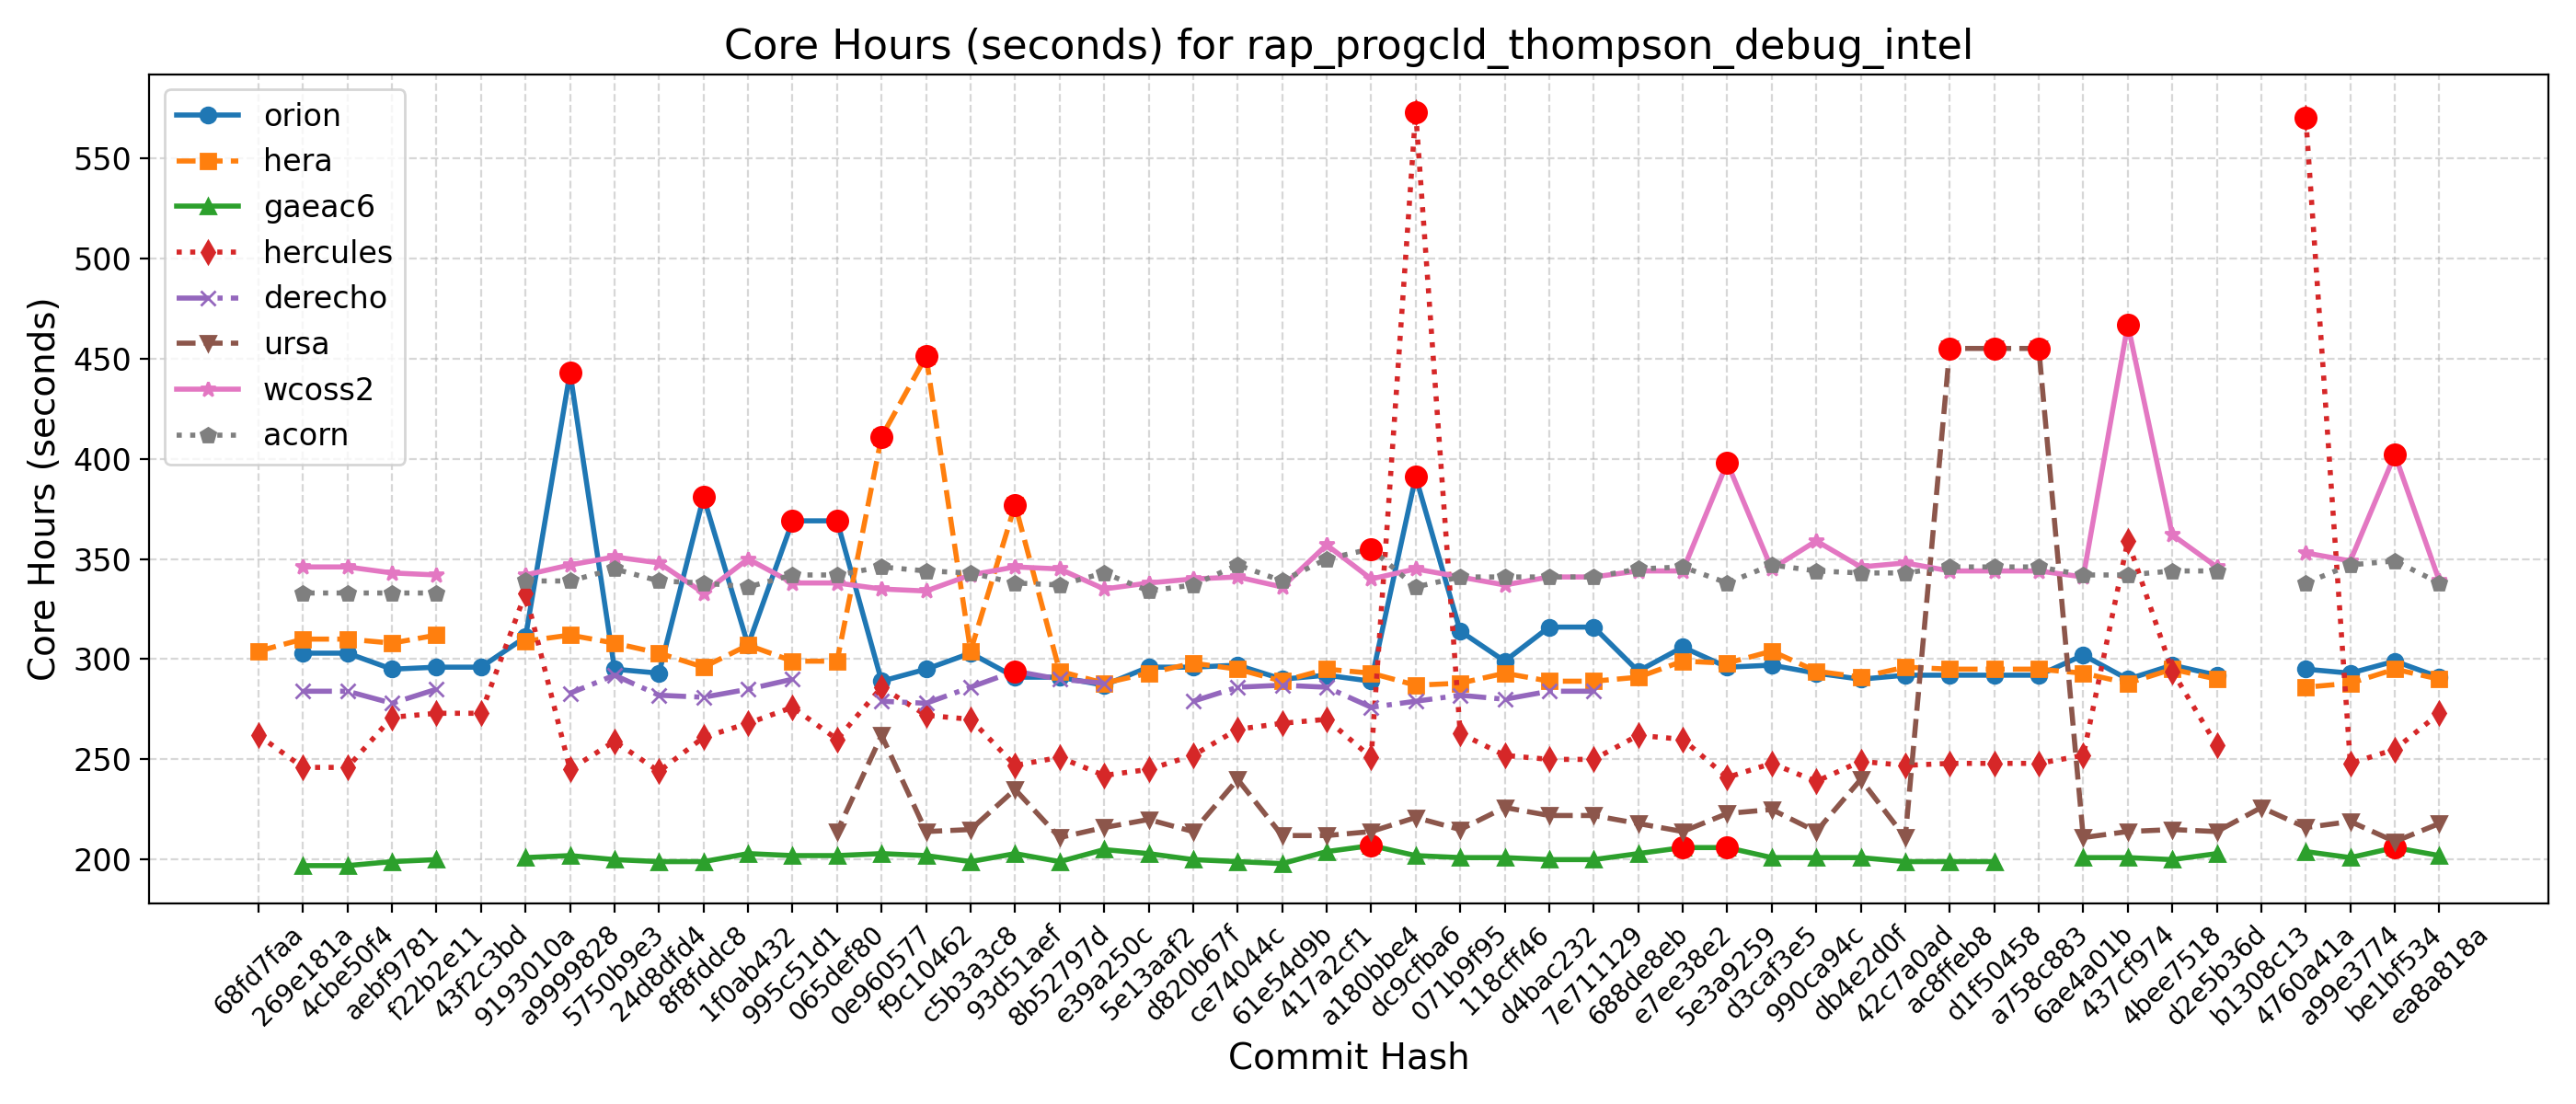 Core Hours (seconds) for rap_progcld_thompson_debug_intel
orion
hera
gaeac6
hercules
derecho
ursa
wcoss2
acorn
Core Hours (seconds)
550
500
450
400
350
300
250
200
68fd7faa
269e181a
4cbe50f4
aebf9781
f22b2e11
43f2c3bd
9193010a
a9999828
5750b9e3
24d8dfd4
8f8fddc8
1f0ab432
995c51d1
065def80
0e960577
f9c10462
c5b3a3c8
93d51aef
8b52797d
e39a250c
5e13aaf2
d820b67f
ce74044c
61e54d9b
417a2cf1
a180bbe4
dc9cfba6
071b9f95
118cff46
d4bac232
7e711129
688de8eb
e7ee38e2
5e3a9259
d3caf3e5
990ca94c
db4e2d0f
42c7a0ad
ac8ffeb8
d1f50458
a758c883
6ae4a01b
437cf974
4bee7518
d2e5b36d
b1308c13
4760a41a
a99e3774
be1bf534
ea8a818a
Commit Hash